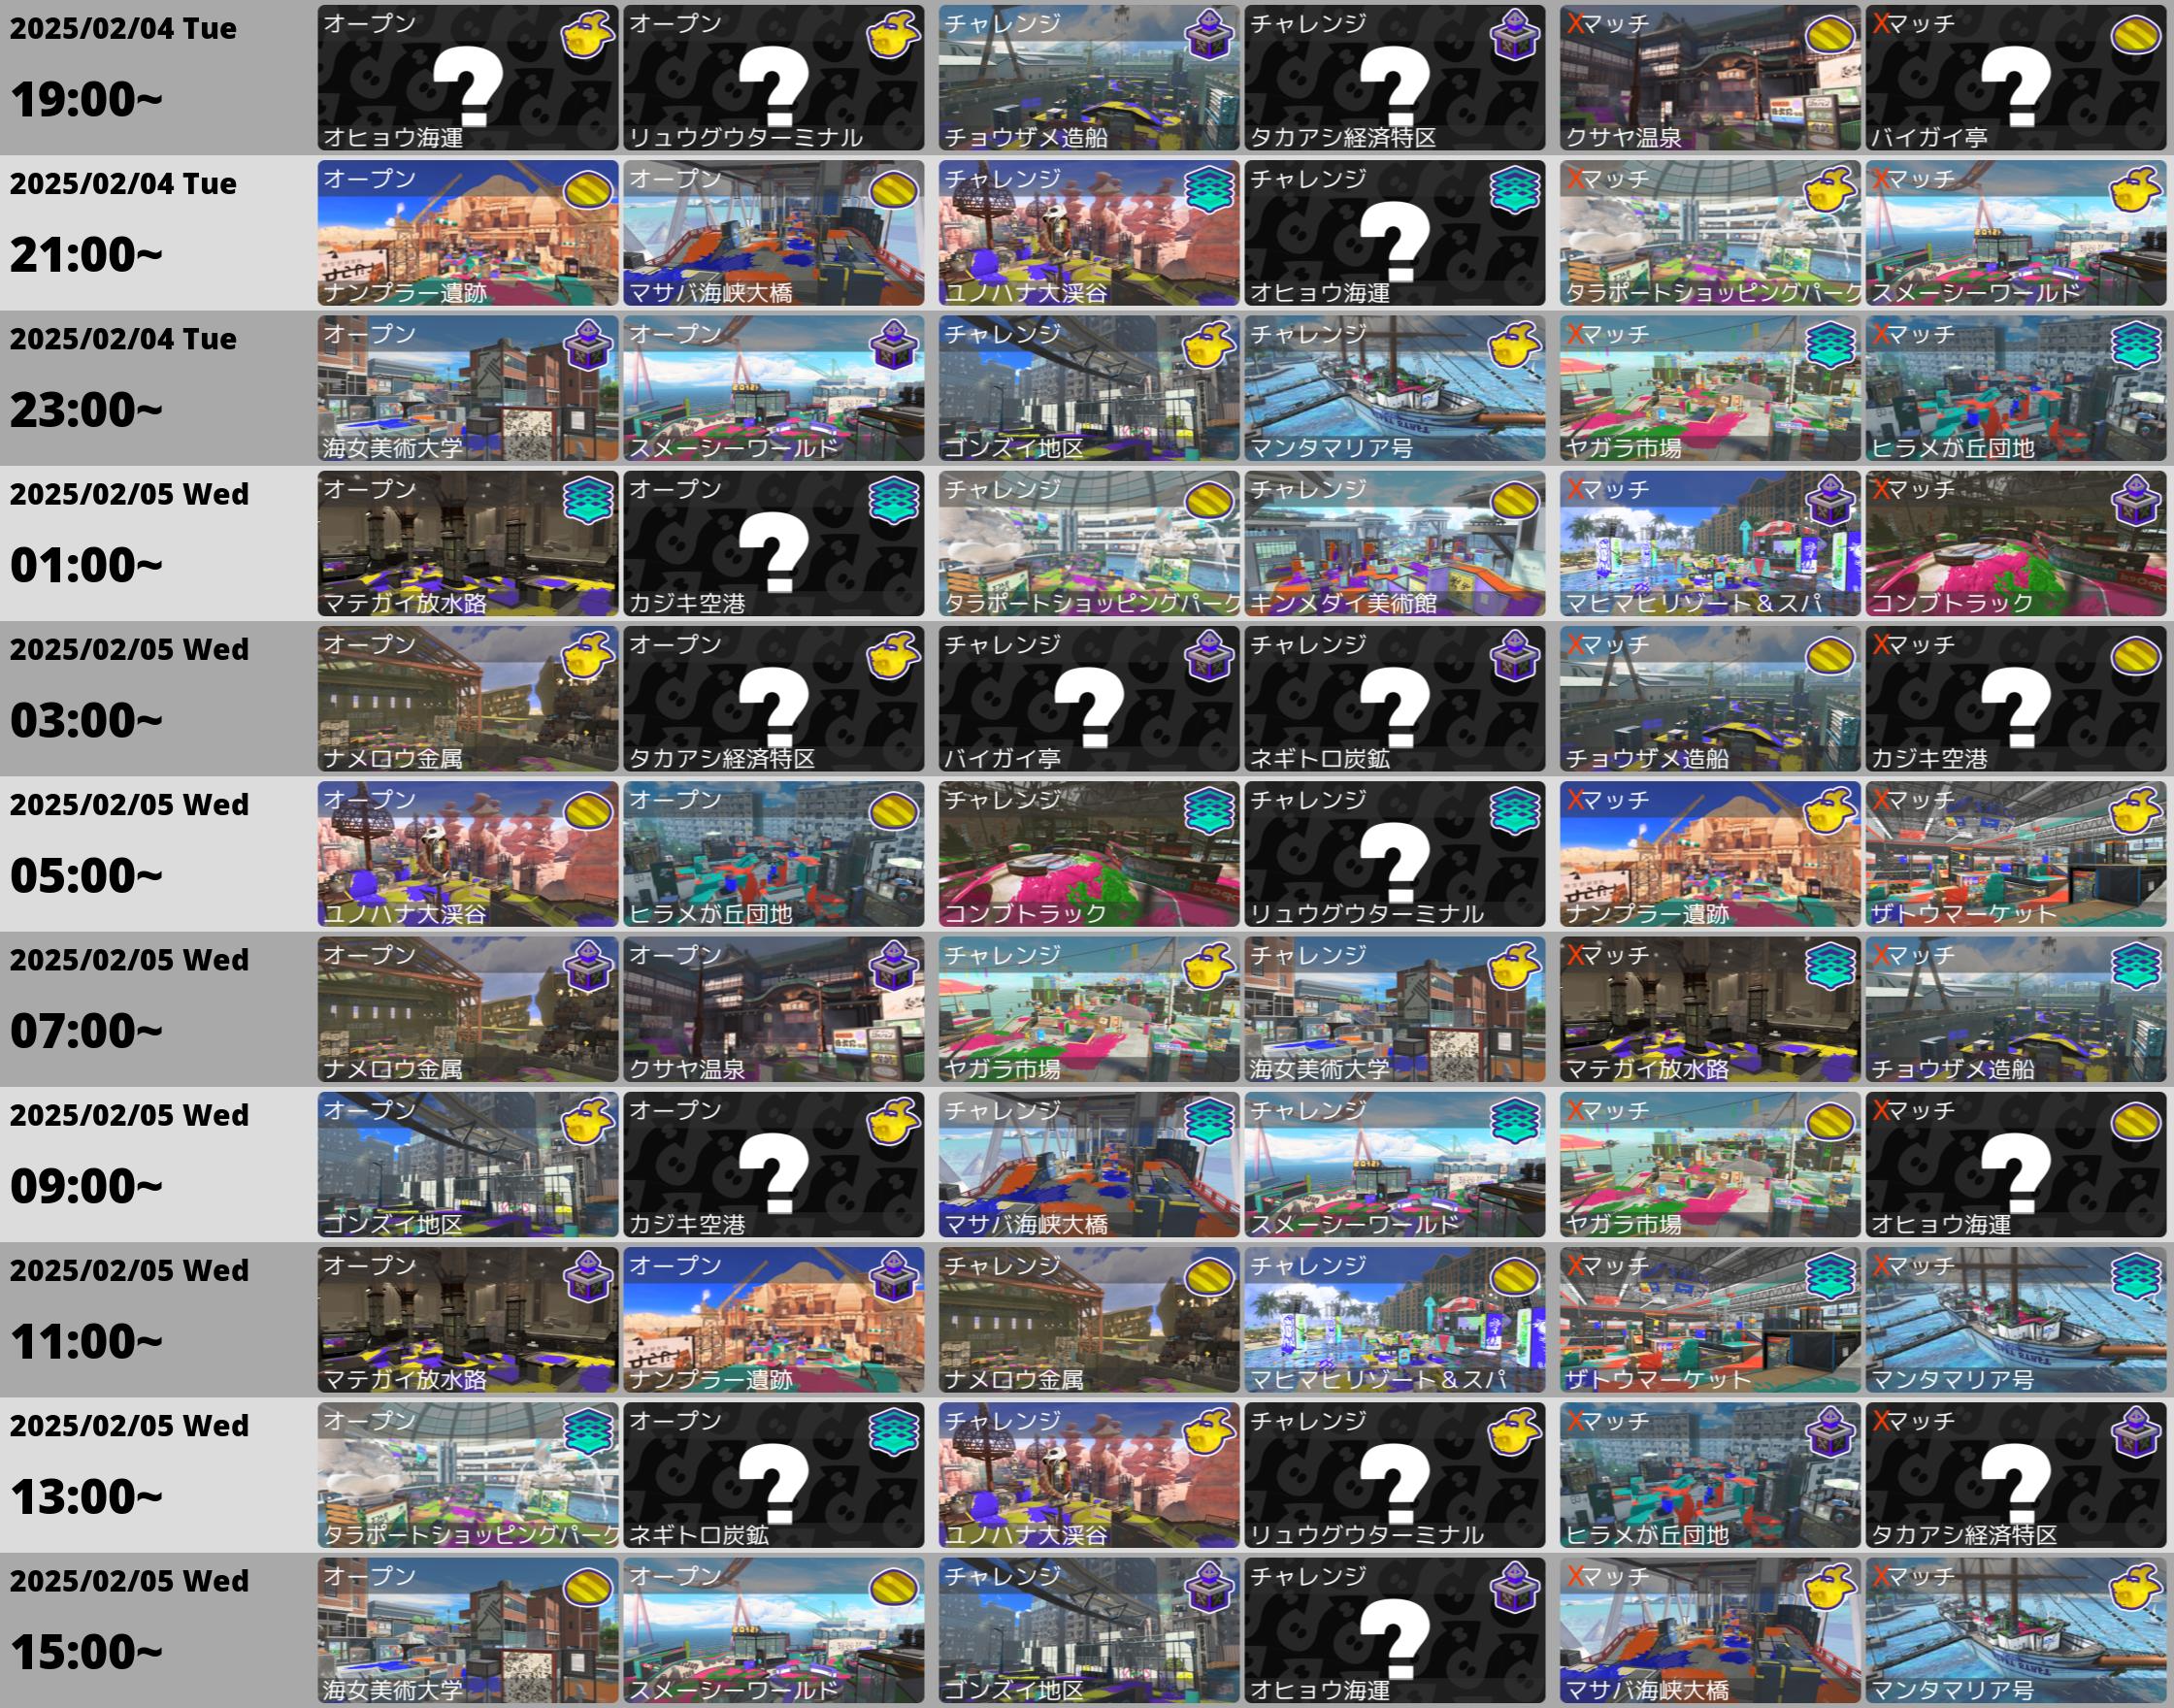 2025/02/04 Tue
19:00~
オープン
オヒョウ海運
オープン
リュウグウターミナル
チャレンジ
チョウザメ造船
チャレンジ
タカアシ経済特区
Xマッチ
クサヤ温泉
Xマッチ
バイガイ亭
2025/02/04 Tue
21:00~
オープン
ナンプラー遺跡
オープン
マサバ海峡大橋
チャレンジ
ユノハナ大渓谷
チャレンジ
オヒョウ海運
Xマッチ
タラポートショッピングパーク
Xマッチ
スメーシーワールド
2025/02/04 Tue
23:00~
オープン
海女美術大学
オープン
スメーシーワールド
チャレンジ
ゴンズイ地区
チャレンジ
マンタマリア号
Xマッチ
ヤガラ市場
Xマッチ
ヒラメが丘団地
2025/02/05 Wed
01:00~
オープン
マテガイ放水路
オープン
カジキ空港
チャレンジ
タラポートショッピングパーク
チャレンジ
キンメダイ美術館
Xマッチ
マヒマヒリゾート＆スパ
Xマッチ
コンブトラック
2025/02/05 Wed
03:00~
オープン
ナメロウ金属
オープン
タカアシ経済特区
チャレンジ
バイガイ亭
チャレンジ
ネギトロ炭鉱
Xマッチ
チョウザメ造船
Xマッチ
カジキ空港
2025/02/05 Wed
05:00~
オープン
ユノハナ大渓谷
オープン
ヒラメが丘団地
チャレンジ
コンブトラック
チャレンジ
リュウグウターミナル
Xマッチ
ナンプラー遺跡
Xマッチ
ザトウマーケット
2025/02/05 Wed
07:00~
オープン
ナメロウ金属
オープン
クサヤ温泉
チャレンジ
ヤガラ市場
チャレンジ
海女美術大学
Xマッチ
マテガイ放水路
Xマッチ
チョウザメ造船
2025/02/05 Wed
09:00~
オープン
ゴンズイ地区
オープン
カジキ空港
チャレンジ
マサバ海峡大橋
チャレンジ
スメーシーワールド
Xマッチ
ヤガラ市場
Xマッチ
オヒョウ海運
2025/02/05 Wed
11:00~
オープン
マテガイ放水路
オープン
ナンプラー遺跡
チャレンジ
ナメロウ金属
チャレンジ
マヒマヒリゾート＆スパ
Xマッチ
ザトウマーケット
Xマッチ
マンタマリア号
2025/02/05 Wed
13:00~
オープン
タラポートショッピングパーク
オープン
ネギトロ炭鉱
チャレンジ
ユノハナ大渓谷
チャレンジ
リュウグウターミナル
Xマッチ
ヒラメが丘団地
Xマッチ
タカアシ経済特区
2025/02/05 Wed
15:00~
オープン
海女美術大学
オープン
スメーシーワールド
チャレンジ
ゴンズイ地区
チャレンジ
オヒョウ海運
Xマッチ
マサバ海峡大橋
Xマッチ
マンタマリア号